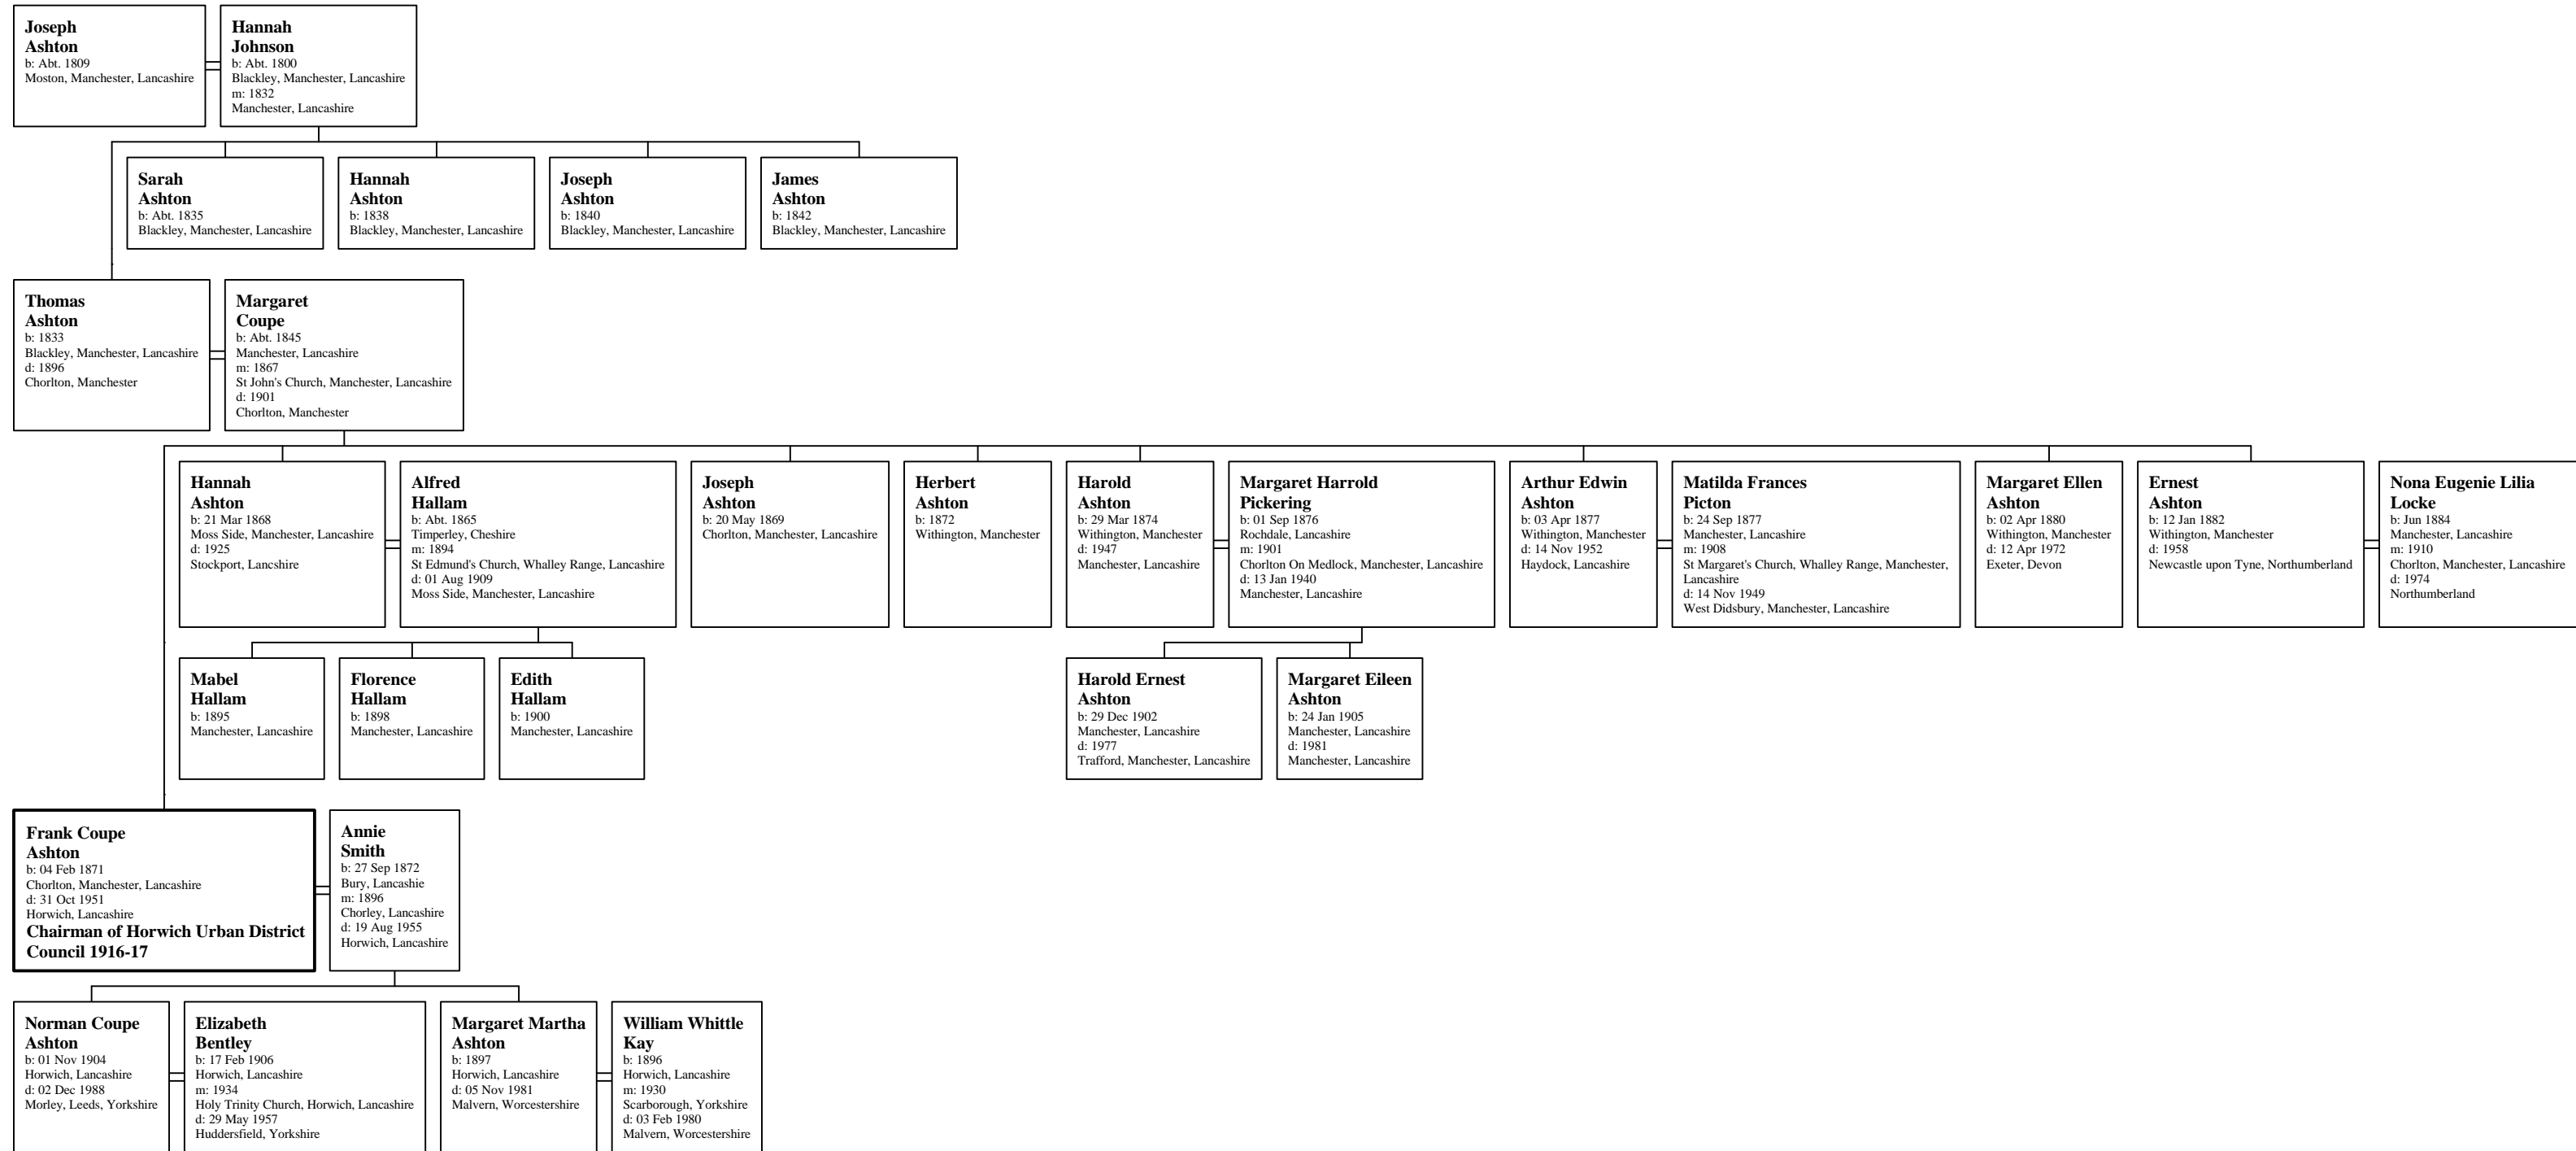 Joseph
Ashton
b: Abt. 1809
Moston, Manchester, Lancashire
Hannah
Johnson
b: Abt. 1800
Blackley, Manchester, Lancashire
m: 1832
Manchester, Lancashire
Sarah
Ashton
b: Abt. 1835
Blackley, Manchester, Lancashire
Hannah
Ashton
b: 1838
Blackley, Manchester, Lancashire
Joseph
Ashton
b: 1840
Blackley, Manchester, Lancashire
James
Ashton
b: 1842
Blackley, Manchester, Lancashire
Thomas
Ashton
b: 1833
Blackley, Manchester, Lancashire
d: 1896
Chorlton, Manchester
Margaret
Coupe
b: Abt. 1845
Manchester, Lancashire
m: 1867
St John's Church, Manchester, Lancashire
d: 1901
Chorlton, Manchester
Hannah
Ashton
b: 21 Mar 1868
Moss Side, Manchester, Lancashire
d: 1925
Stockport, Lancshire
Alfred
Hallam
b: Abt. 1865
Timperley, Cheshire
m: 1894
St Edmund's Church, Whalley Range, Lancashire
d: 01 Aug 1909
Moss Side, Manchester, Lancashire
Joseph
Ashton
b: 20 May 1869
Chorlton, Manchester, Lancashire
Herbert
Ashton
b: 1872
Withington, Manchester
Harold
Ashton
b: 29 Mar 1874
Withington, Manchester
d: 1947
Manchester, Lancashire
Margaret Harrold
Pickering
b: 01 Sep 1876
Rochdale, Lancashire
m: 1901
Chorlton On Medlock, Manchester, Lancashire
d: 13 Jan 1940
Manchester, Lancashire
Arthur Edwin
Ashton
b: 03 Apr 1877
Withington, Manchester
d: 14 Nov 1952
Haydock, Lancashire
Matilda Frances
Picton
b: 24 Sep 1877
Manchester, Lancashire
m: 1908
St Margaret's Church, Whalley Range, Manchester,
Lancashire
d: 14 Nov 1949
West Didsbury, Manchester, Lancashire
Margaret Ellen
Ashton
b: 02 Apr 1880
Withington, Manchester
d: 12 Apr 1972
Exeter, Devon
Ernest
Ashton
b: 12 Jan 1882
Withington, Manchester
d: 1958
Newcastle upon Tyne, Northumberland
Nona Eugenie Lilia
Locke
b: Jun 1884
Manchester, Lancashire
m: 1910
Chorlton, Manchester, Lancashire
d: 1974
Northumberland
Mabel
Hallam
b: 1895
Manchester, Lancashire
Florence
Hallam
b: 1898
Manchester, Lancashire
Edith
Hallam
b: 1900
Manchester, Lancashire
Harold Ernest
Ashton
b: 29 Dec 1902
Manchester, Lancashire
d: 1977
Trafford, Manchester, Lancashire
Margaret Eileen
Ashton
b: 24 Jan 1905
Manchester, Lancashire
d: 1981
Manchester, Lancashire
Frank Coupe
Ashton
b: 04 Feb 1871
Chorlton, Manchester, Lancashire
d: 31 Oct 1951
Horwich, Lancashire
Chairman of Horwich Urban District
Council 1916-17
Annie
Smith
b: 27 Sep 1872
Bury, Lancashie
m: 1896
Chorley, Lancashire
d: 19 Aug 1955
Horwich, Lancashire
Norman Coupe
Ashton
b: 01 Nov 1904
Horwich, Lancashire
d: 02 Dec 1988
Morley, Leeds, Yorkshire
Elizabeth
Bentley
b: 17 Feb 1906
Horwich, Lancashire
m: 1934
Holy Trinity Church, Horwich, Lancashire
d: 29 May 1957
Huddersfield, Yorkshire
Margaret Martha
Ashton
b: 1897
Horwich, Lancashire
d: 05 Nov 1981
Malvern, Worcestershire
William Whittle
Kay
b: 1896
Horwich, Lancashire
m: 1930
Scarborough, Yorkshire
d: 03 Feb 1980
Malvern, Worcestershire